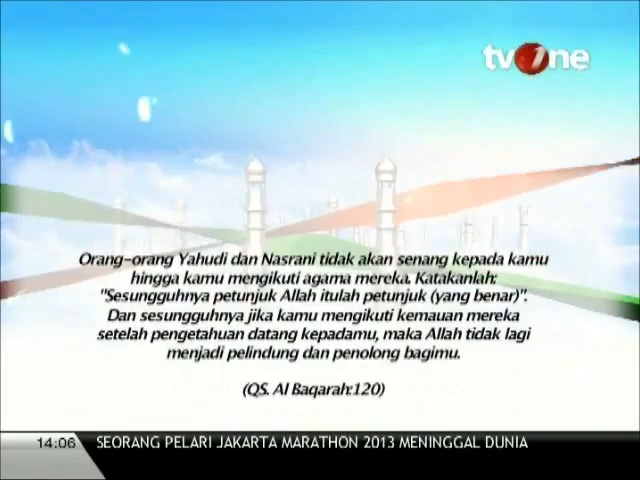 tvOne
Orang-orang Yahudi dan Nasrani tidak akan senang kepada kamu
hingga kamu mengikuti agama mereka. Katakanlah:
"Sesungguhnya petunjuk Allah itulah petunjuk (yang benar)".
Dan sesungguhnya jika kamu mengikuti kemauan mereka
setelah pengetahuan datang kepadamu, maka Allah tidak lagi
menjadi pelindung dan penolong bagimu.
(QS. Al Baqarah:120)
14:06 SEORANG PELARI JAKARTA MARATHON 2013 MENINGGAL DUNIA